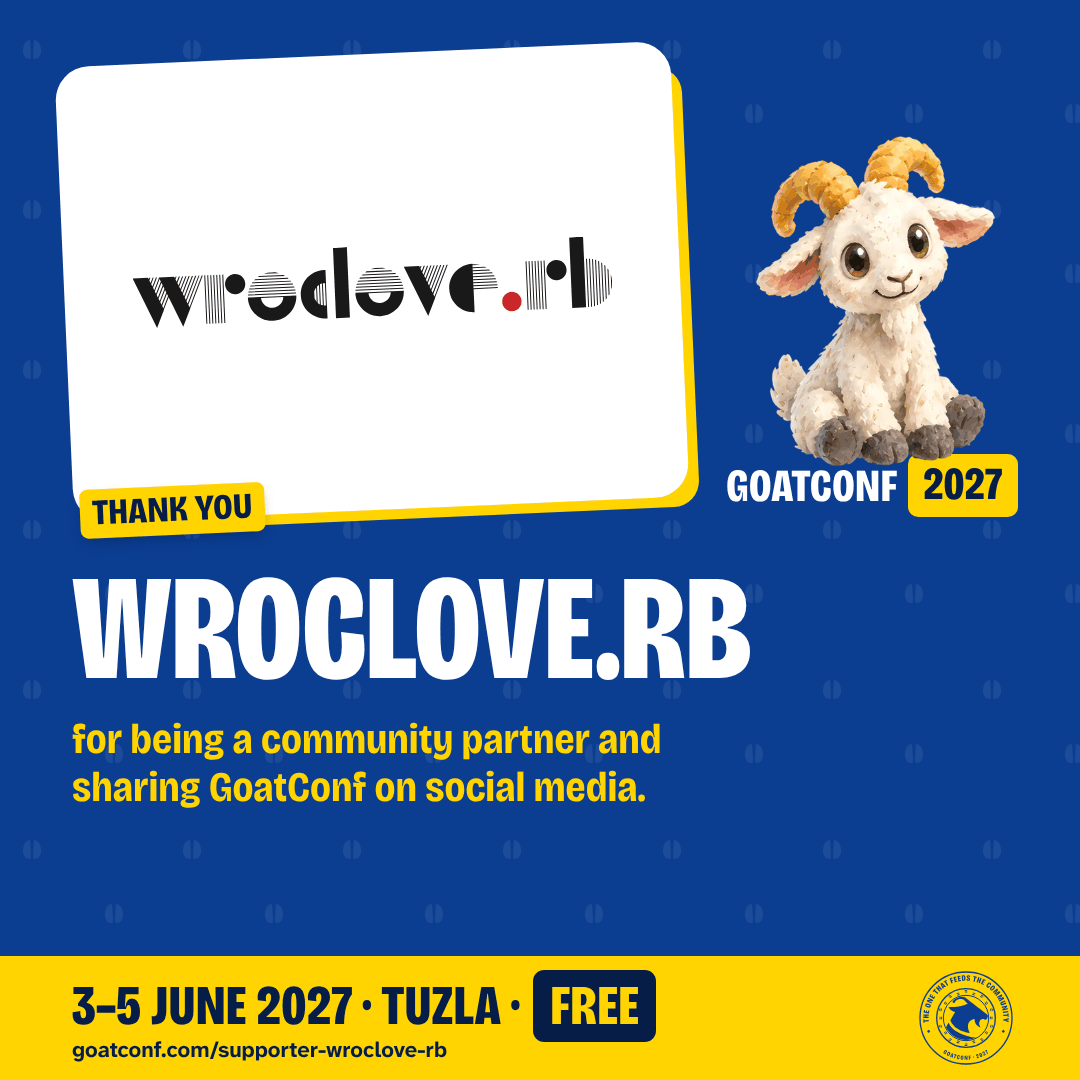 wroclove.rb
THANK YOU
GOATCONF 2027
WROCLOVE.RB
for being a community partner and
sharing GoatConf on social media.
3–5 JUNE 2027 · TUZLA · FREE
goatconf.com/supporter-wroclove-rb
THE ONE THAT FEEDS THE COMMUNITY
GOATCONF · 2027